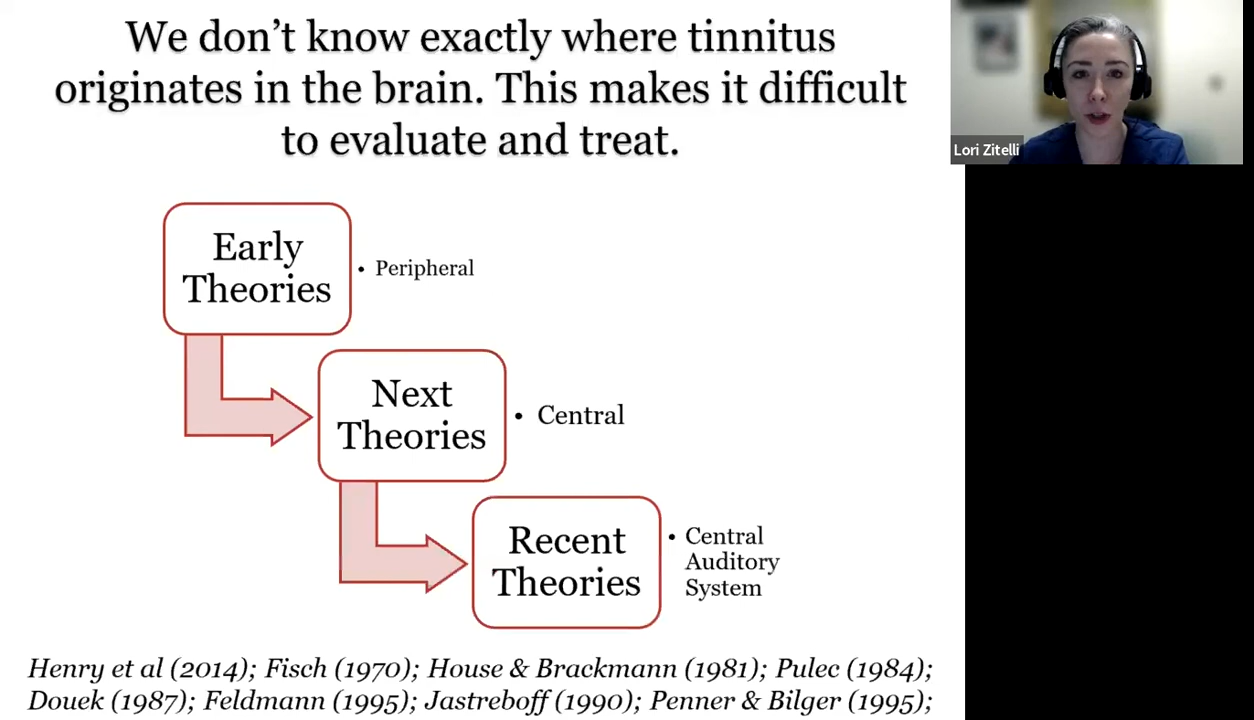 We don’t know exactly where tinnitus
originates in the brain. This makes it difficult
to evaluate and treat.
Lori Zitelli
Early
Theories
• Peripheral
Next
Theories
• Central
Recent
Theories
• Central
Auditory
System
Henry et al (2014); Fisch (1970); House & Brackmann (1981); Pulec (1984);
Douek (1987); Feldmann (1995); Jastreboff (1990); Penner & Bilger (1995);